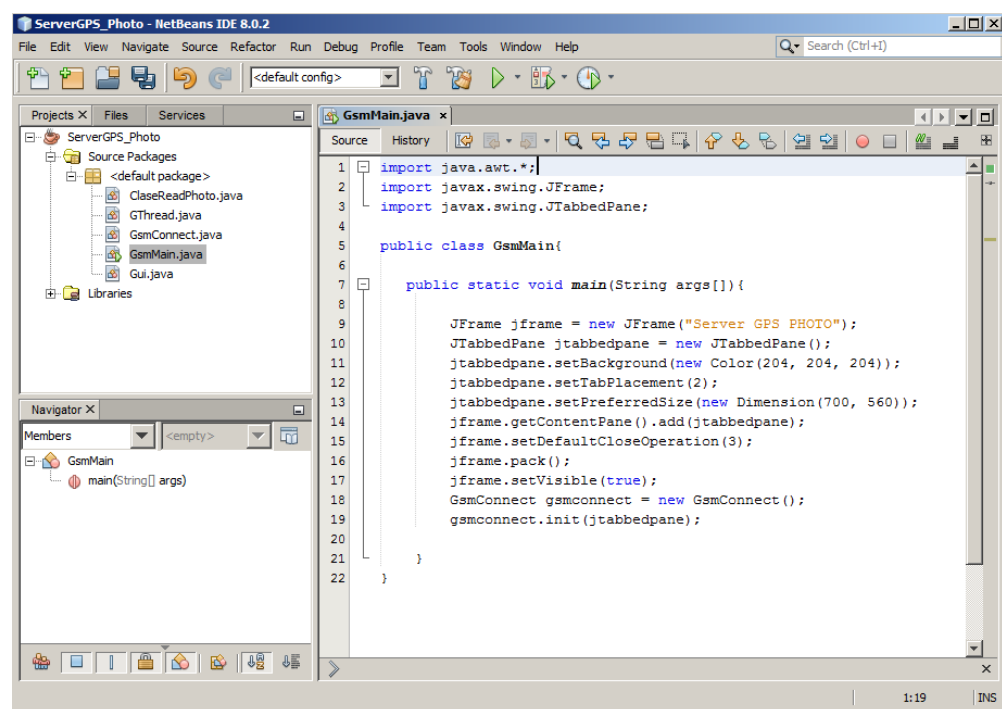 ServerGPS_Photo - NetBeans IDE 8.0.2
File Edit View Navigate Source Refactor Run Debug Profile Team Tools Window Help
Search (Ctrl+I)
<default config>
Projects X Files Services
ServerGPS_Photo
Source Packages
<default package>
ClaseReadPhoto.java
GThread.java
GsmConnect.java
GsmMain.java
Gui.java
Libraries
Navigator X
Members <empty>
GsmMain
main(String[] args)
GsmMain.java ×
Source History
1 import java.awt.*;
2 import javax.swing.JFrame;
3 import javax.swing.JTabbedPane;
4
5 public class GsmMain{
6
7 public static void main(String args[]){
8
9 JFrame jframe = new JFrame("Server GPS PHOTO");
10 JTabbedPane jtabbedpane = new JTabbedPane();
11 jtabbedpane.setBackground(new Color(204, 204, 204));
12 jtabbedpane.setTabPlacement(2);
13 jtabbedpane.setPreferredSize(new Dimension(700, 560));
14 jframe.getContentPane().add(jtabbedpane);
15 jframe.setDefaultCloseOperation(3);
16 jframe.pack();
17 jframe.setVisible(true);
18 GsmConnect gsmconnect = new GsmConnect();
19 gsmconnect.init(jtabbedpane);
20
21 }
22 }
1:19 INS